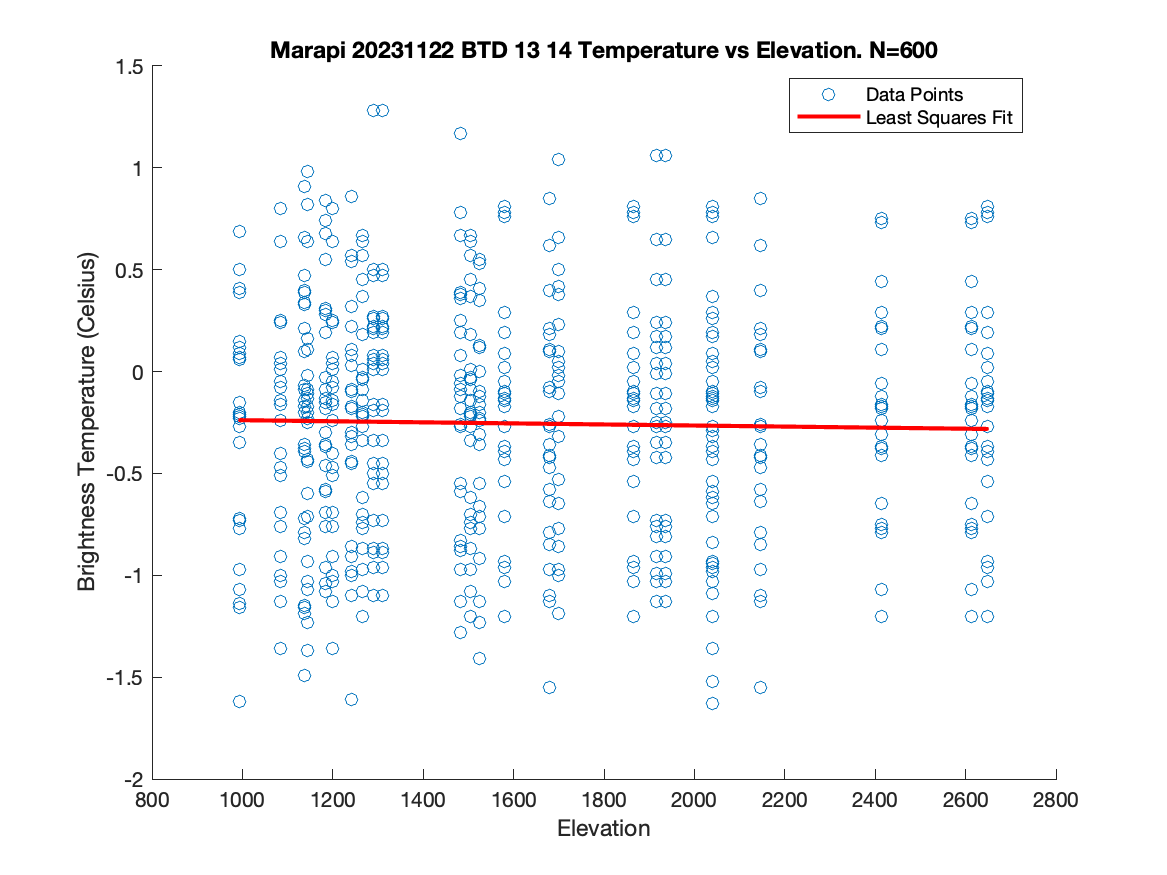 Marapi 20231122 BTD 13 14 Temperature vs Elevation. N=600
Data Points
Least Squares Fit
1.5
1
0.5
0
-0.5
-1
-1.5
-2
Brightness Temperature (Celsius)
800 1000 1200 1400 1600 1800 2000 2200 2400 2600 2800
Elevation